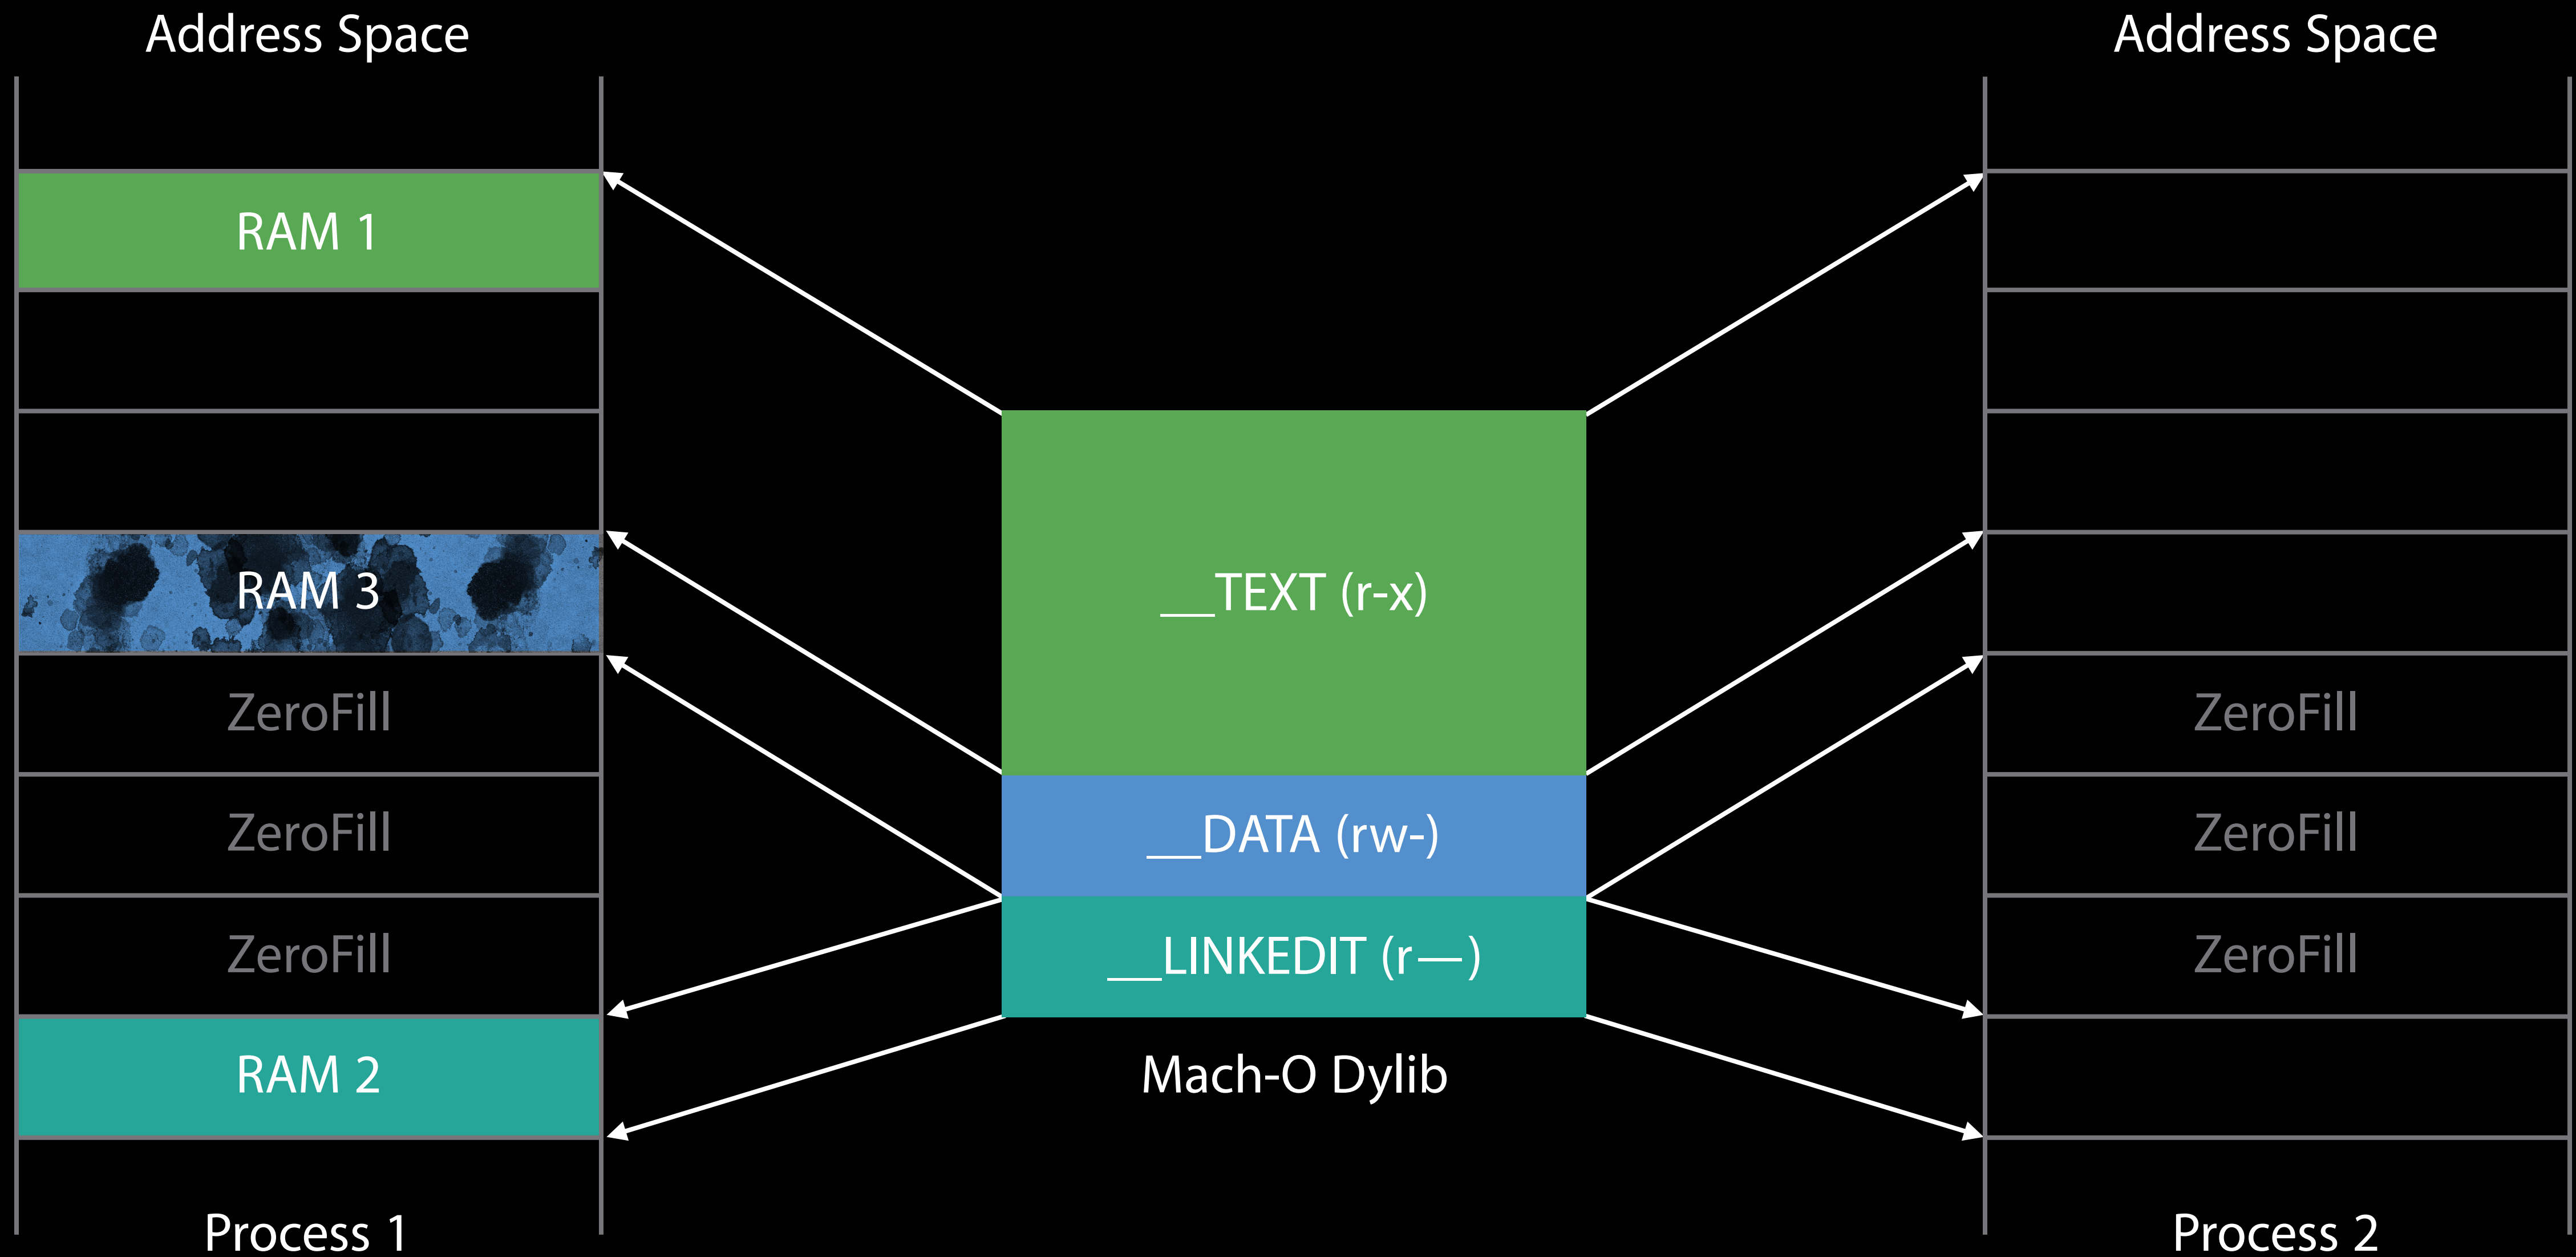 Address Space
RAM 1
RAM 3
ZeroFill
ZeroFill
ZeroFill
RAM 2
Process 1
__TEXT (r-x)
__DATA (rw-)
__LINKEDIT (r—)
Mach-O Dylib
Address Space
ZeroFill
ZeroFill
ZeroFill
Process 2